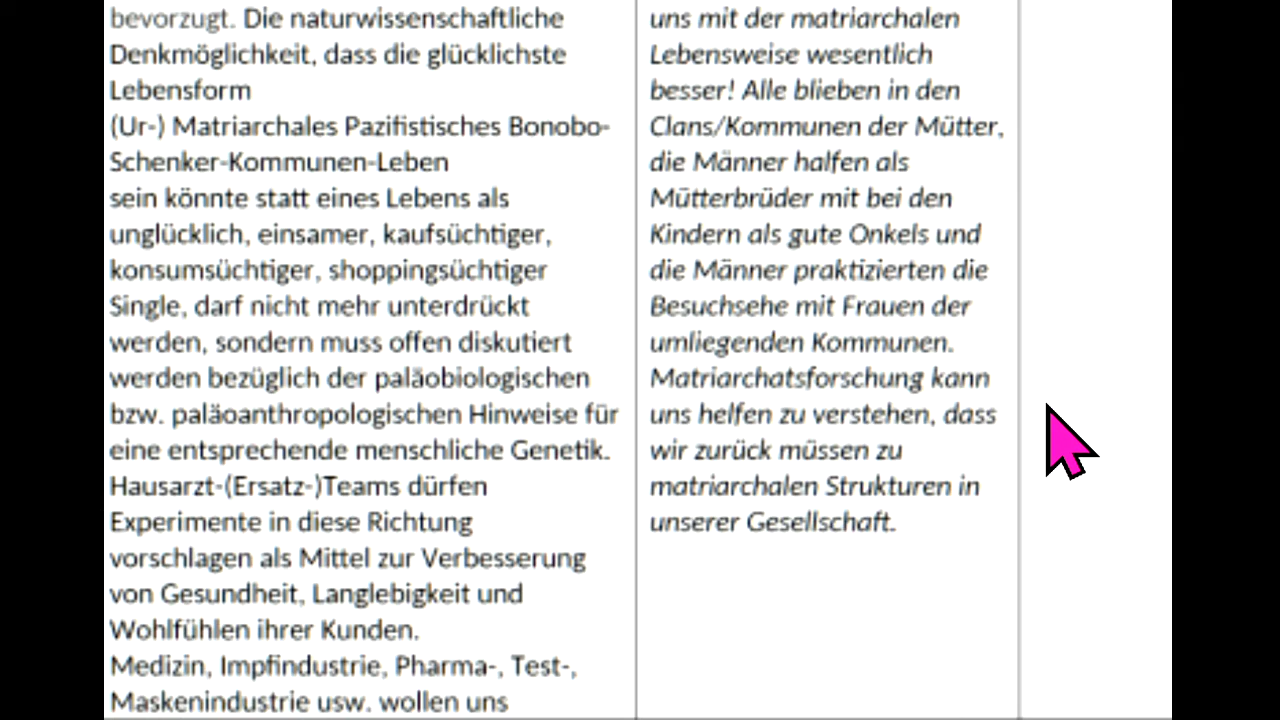 bevorzugt. Die naturwissenschaftliche
Denkmöglichkeit, dass die glücklichste
Lebensform
(Ur-) Matriarchales Pazifistisches Bonobo-
Schenker-Kommunen-Leben
sein könnte statt eines Lebens als
unglücklich, einsamer, kaufsüchtiger,
konsumsüchtiger, shoppingsüchtiger
Single, darf nicht mehr unterdrückt
werden, sondern muss offen diskutiert
werden bezüglich der paläobiologischen
bzw. paläoanthropologischen Hinweise für
eine entsprechende menschliche Genetik.
Hausarzt-(Ersatz-)Teams dürfen
Experimente in diese Richtung
vorschlagen als Mittel zur Verbesserung
von Gesundheit, Langlebigkeit und
Wohlfühlen ihrer Kunden.
Medizin, Impfindustrie, Pharma-, Test-,
Maskenindustrie usw. wollen uns
uns mit der matriarchalen
Lebensweise wesentlich
besser! Alle blieben in den
Clans/Kommunen der Mütter,
die Männer halfen als
Mütterbrüder mit bei den
Kindern als gute Onkels und
die Männer praktizierten die
Besuchsehe mit Frauen der
umliegenden Kommunen.
Matriarchatsforschung kann
uns helfen zu verstehen, dass
wir zurück müssen zu
matriarchalen Strukturen in
unserer Gesellschaft.